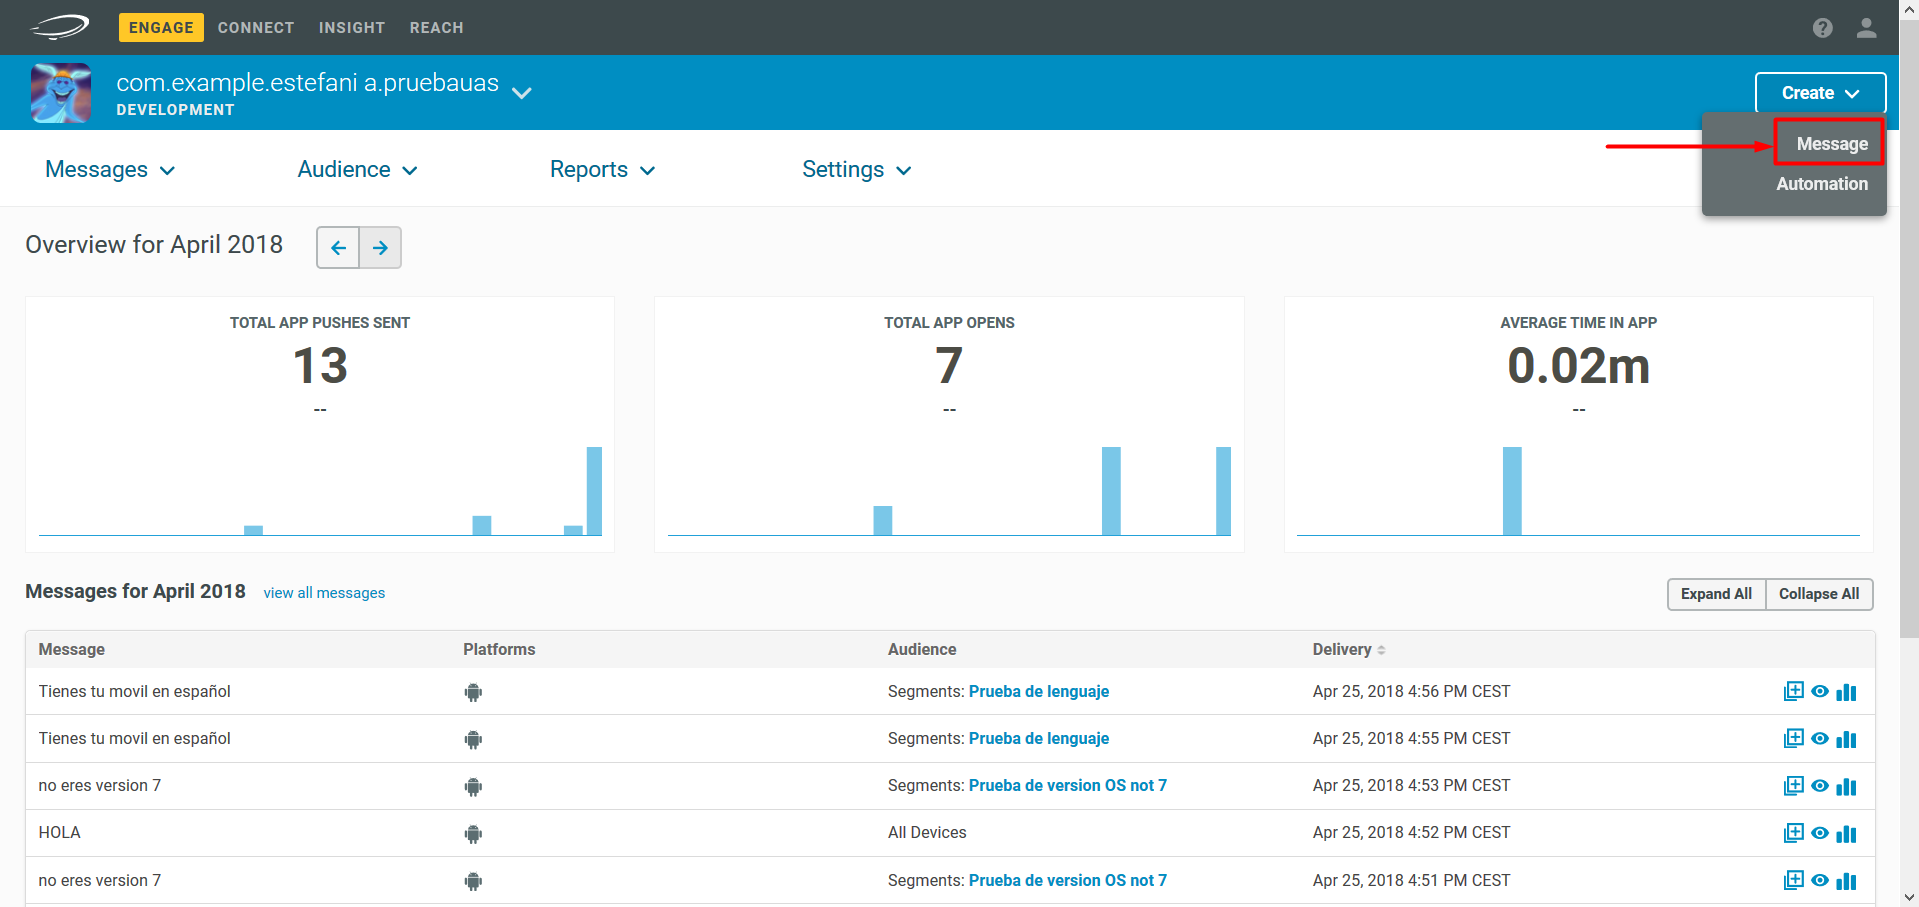 ENGAGE CONNECT INSIGHT REACH
com.example.estefani a.pruebauas
DEVELOPMENT
Create
Message
Automation
Messages Audience Reports Settings
Overview for April 2018
TOTAL APP PUSHES SENT
13
--
TOTAL APP OPENS
7
--
AVERAGE TIME IN APP
0.02m
--
Messages for April 2018 view all messages
Expand All Collapse All
Message Platforms Audience Delivery
Tienes tu movil en español Segments: Prueba de lenguaje Apr 25, 2018 4:56 PM CEST
Tienes tu movil en español Segments: Prueba de lenguaje Apr 25, 2018 4:55 PM CEST
no eres version 7 Segments: Prueba de version OS not 7 Apr 25, 2018 4:53 PM CEST
HOLA All Devices Apr 25, 2018 4:52 PM CEST
no eres version 7 Segments: Prueba de version OS not 7 Apr 25, 2018 4:51 PM CEST